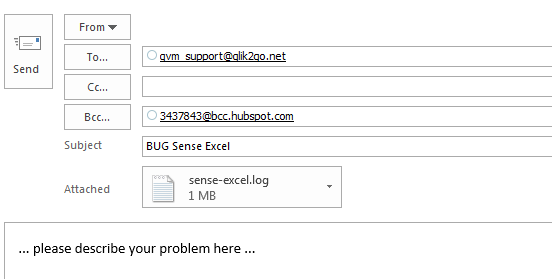 From
Send
To...
qvm_support@qlik2go.net
Cc...
Bcc...
3437843@bcc.hubspot.com
Subject
BUG Sense Excel
Attached
sense-excel.log
1 MB
... please describe your problem here ...